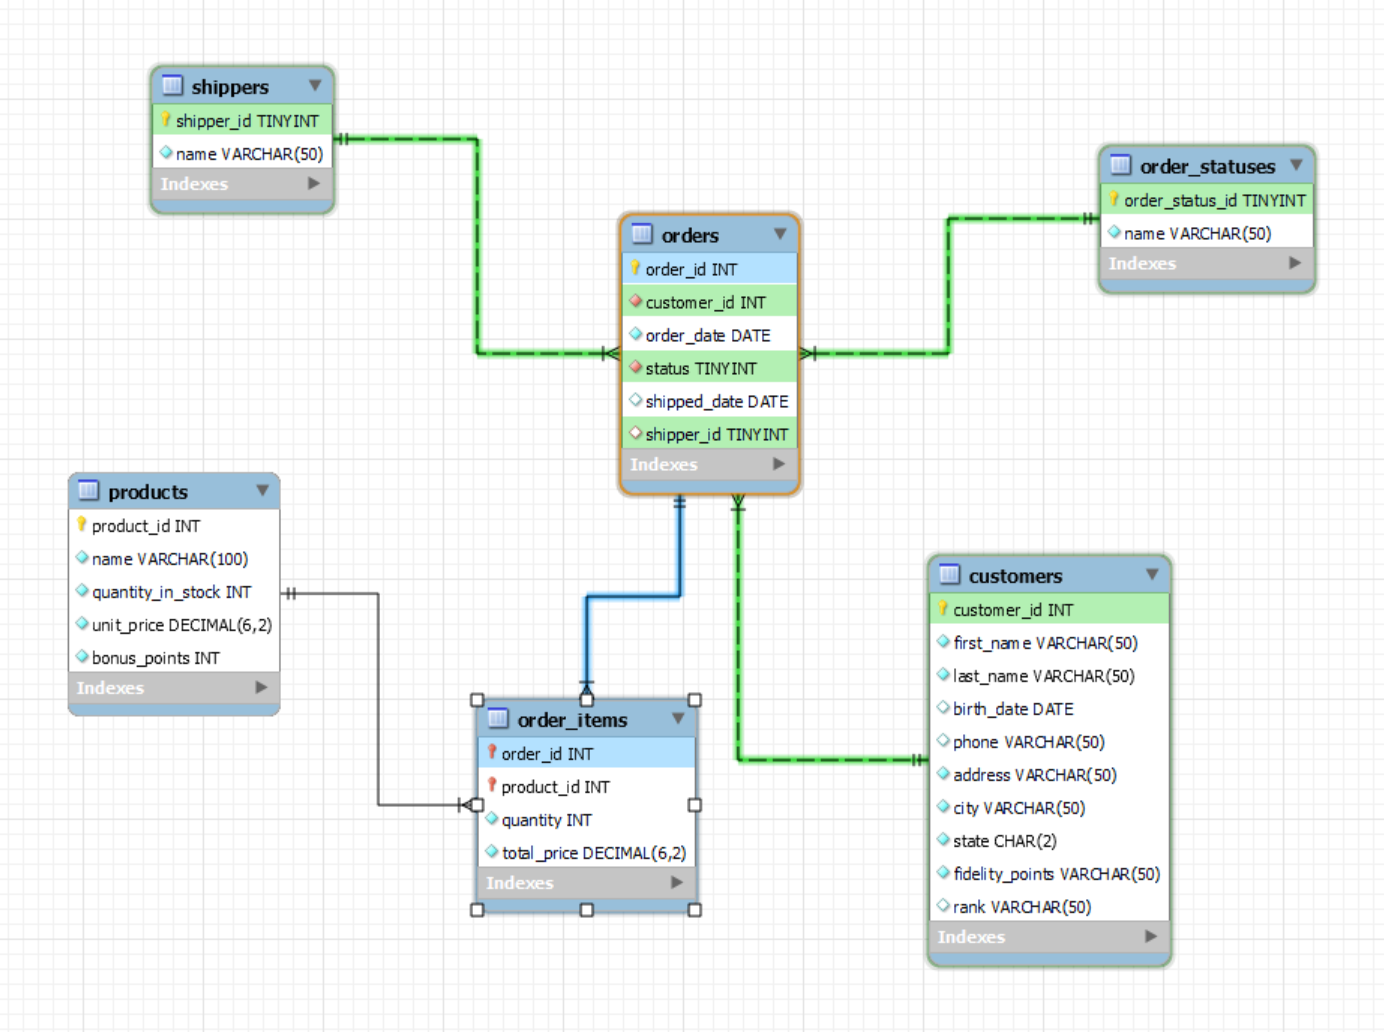 shippers
shipper_id TINYINT
name VARCHAR(50)
Indexes
order_statuses
order_status_id TINYINT
name VARCHAR(50)
Indexes
orders
order_id INT
customer_id INT
order_date DATE
status TINYINT
shipped_date DATE
shipper_id TINYINT
Indexes
products
product_id INT
name VARCHAR(100)
quantity_in_stock INT
unit_price DECIMAL(6,2)
bonus_points INT
Indexes
customers
customer_id INT
first_name VARCHAR(50)
last_name VARCHAR(50)
birth_date DATE
phone VARCHAR(50)
address VARCHAR(50)
city VARCHAR(50)
state CHAR(2)
fidelity_points VARCHAR(50)
rank VARCHAR(50)
Indexes
order_items
order_id INT
product_id INT
quantity INT
total_price DECIMAL(6,2)
Indexes